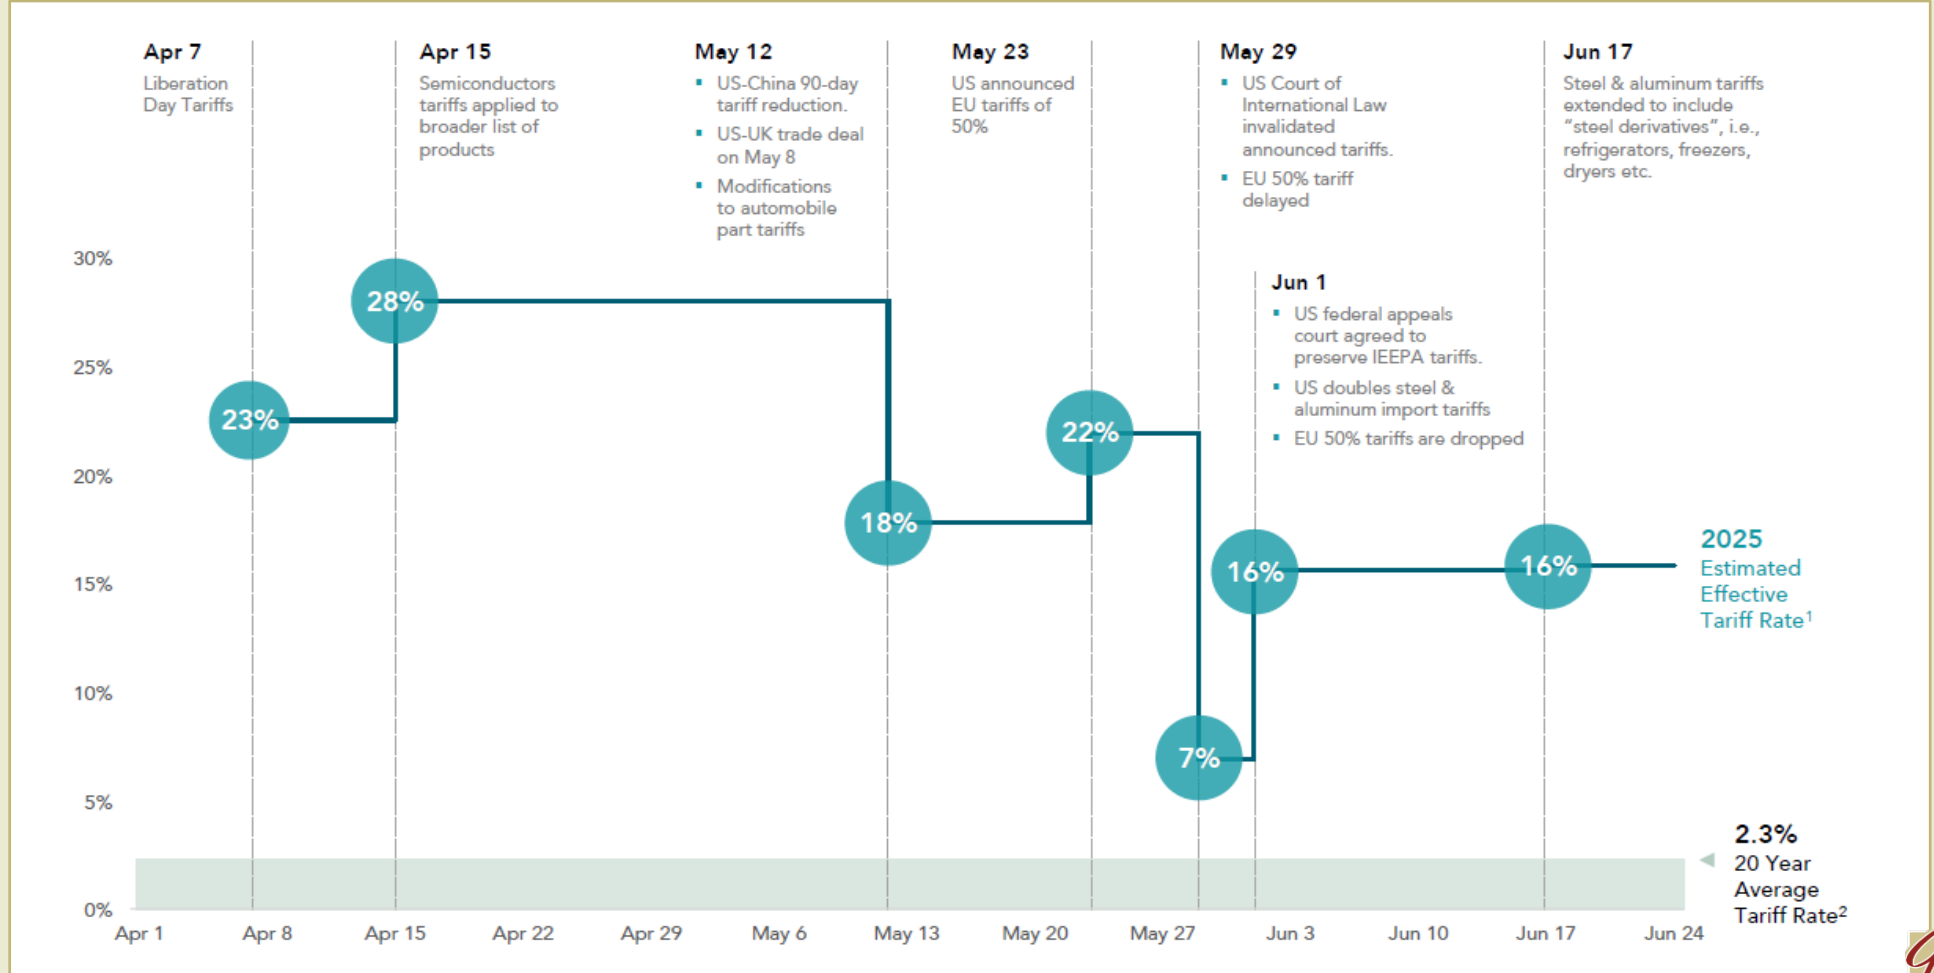 Apr 7
Liberation
Day Tariffs
Apr 15
Semiconductors
tariffs applied to
broader list of
products
May 12
▪ US-China 90-day
tariff reduction.
▪ US-UK trade deal
on May 8
▪ Modifications
to automobile
part tariffs
May 23
US announced
EU tariffs of
50%
May 29
▪ US Court of
International Law
invalidated
announced tariffs.
▪ EU 50% tariff
delayed
Jun 17
Steel & aluminum tariffs
extended to include
“steel derivatives”, i.e.,
refrigerators, freezers,
dryers etc.
Jun 1
▪ US federal appeals
court agreed to
preserve IEEPA tariffs.
▪ US doubles steel &
aluminum import tariffs
▪ EU 50% tariffs are dropped
30%
25%
20%
15%
10%
5%
0%
23%
28%
18%
22%
7%
16%
16%
2025
Estimated
Effective
Tariff Rate¹
2.3%
20 Year
Average
Tariff Rate²
Apr 1
Apr 8
Apr 15
Apr 22
Apr 29
May 6
May 13
May 20
May 27
Jun 3
Jun 10
Jun 17
Jun 24